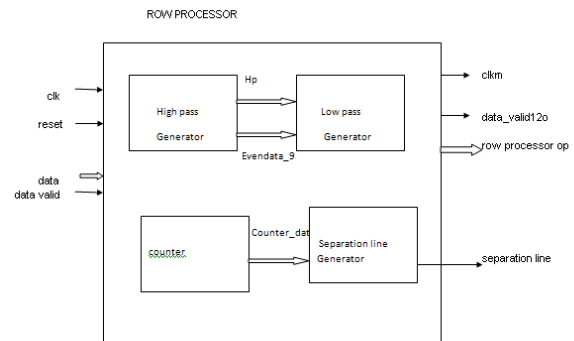 ROW PROCESSOR
Hp
clkm
clk
High pass
Generator
Low pass
Generator
data_valid12o
reset
row processor op
Evendata_9
data
data valid
Counter_dat
counter
Separation line
Generator
separation line